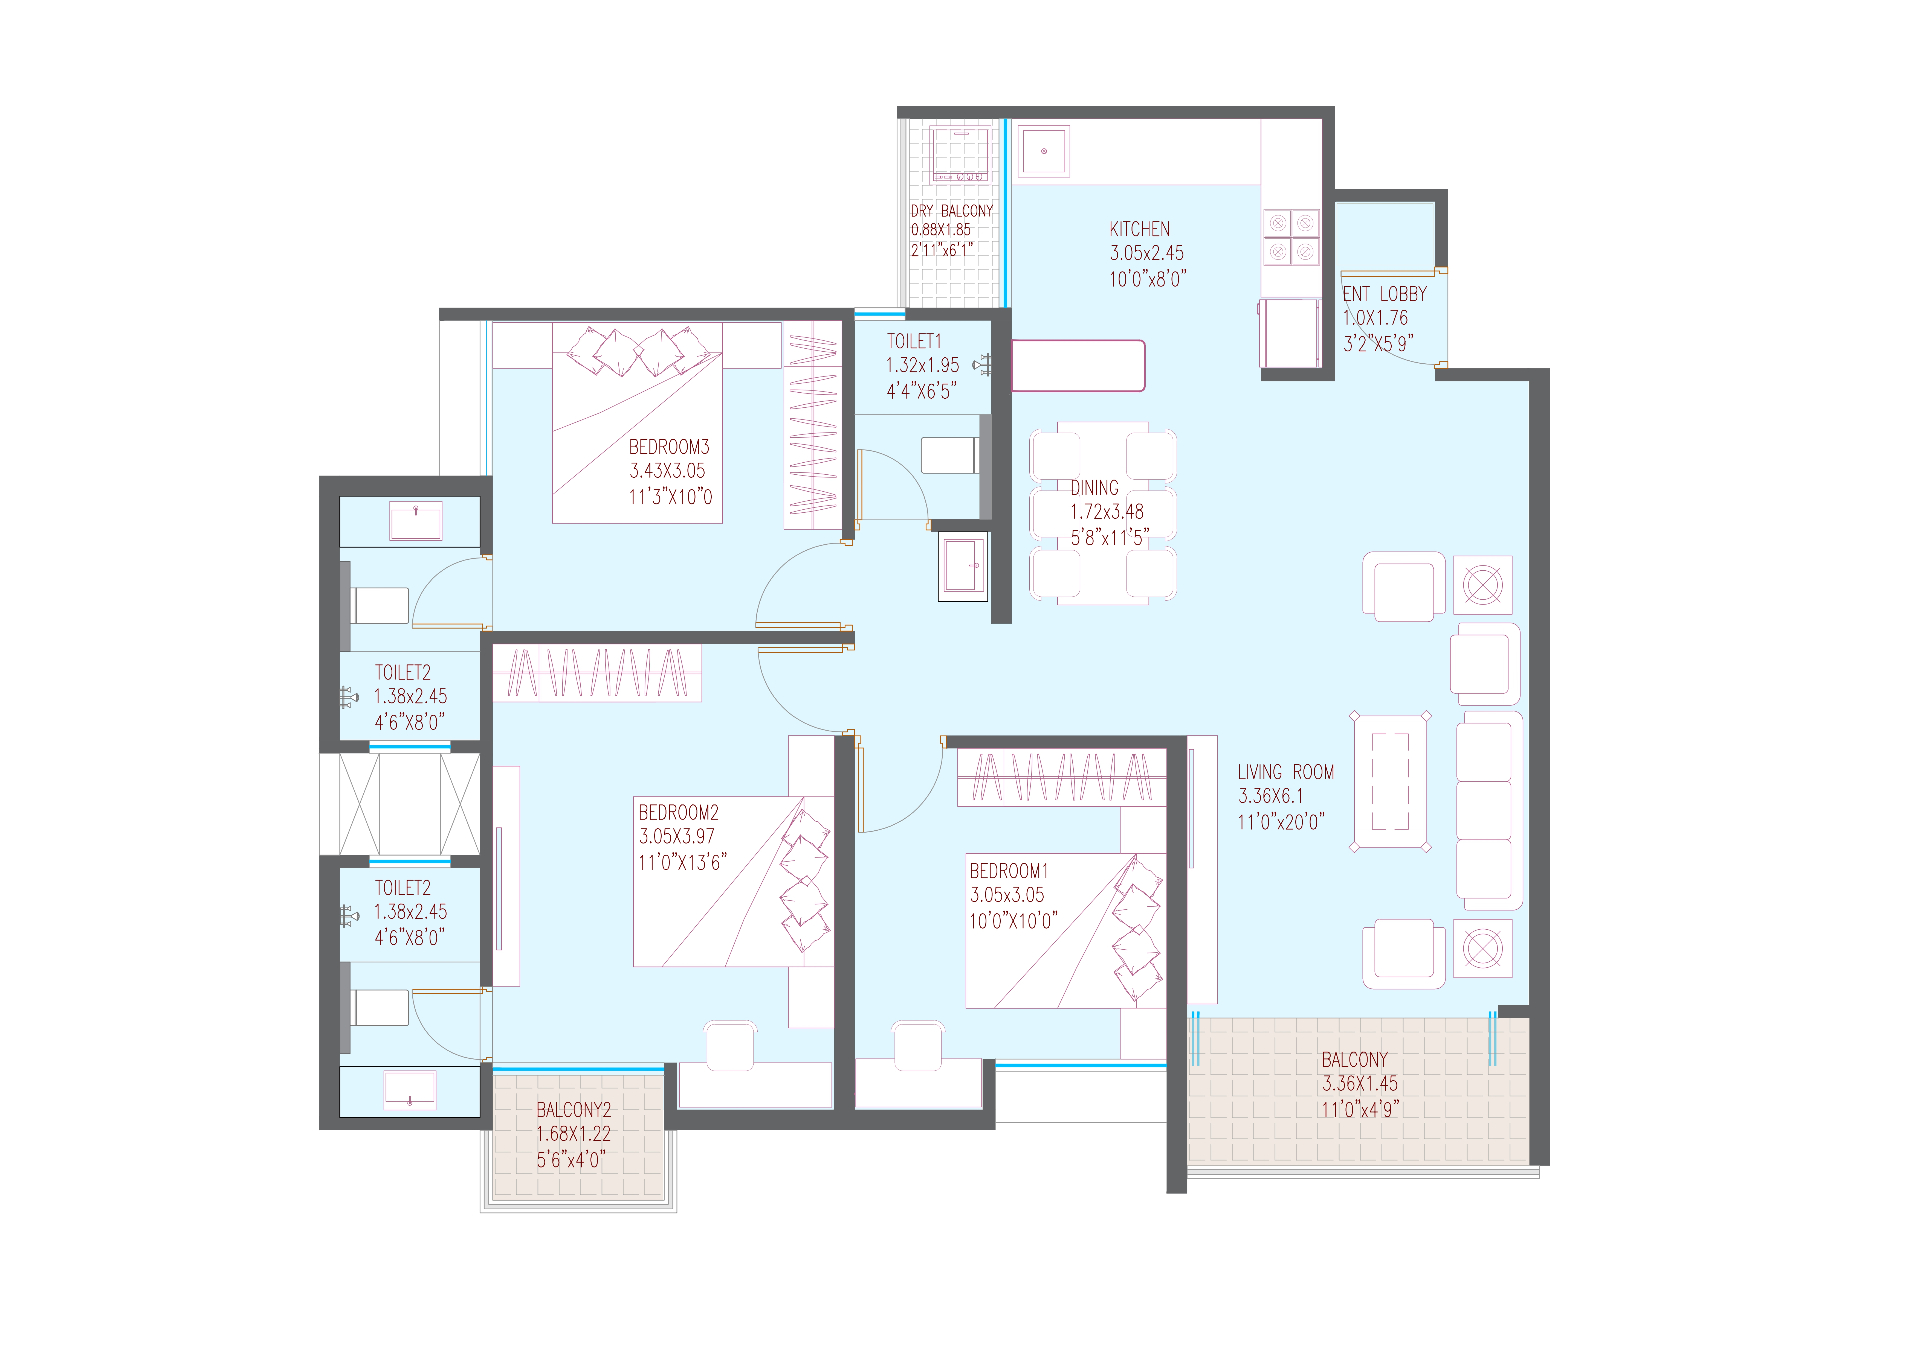 DRY BALCONY
0.88X1.85
2'11"x6'1"
KITCHEN
3.05x2.45
10'0"x8'0"
ENT LOBBY
1.0X1.76
3'2"X5'9"
TOILET1
1.32x1.95
4'4"X6'5"
BEDROOM3
3.43X3.05
11'3"X10"0
DINING
1.72x3.48
5'8"x11'5"
TOILET2
1.38x2.45
4'6"X8'0"
LIVING ROOM
3.36X6.1
11'0"x20'0"
BEDROOM2
3.05X3.97
11'0"X13'6"
BEDROOM1
3.05x3.05
10'0"X10'0"
TOILET2
1.38x2.45
4'6"X8'0"
BALCONY
3.36X1.45
11'0"x4'9"
BALCONY2
1.68X1.22
5'6"x4'0"